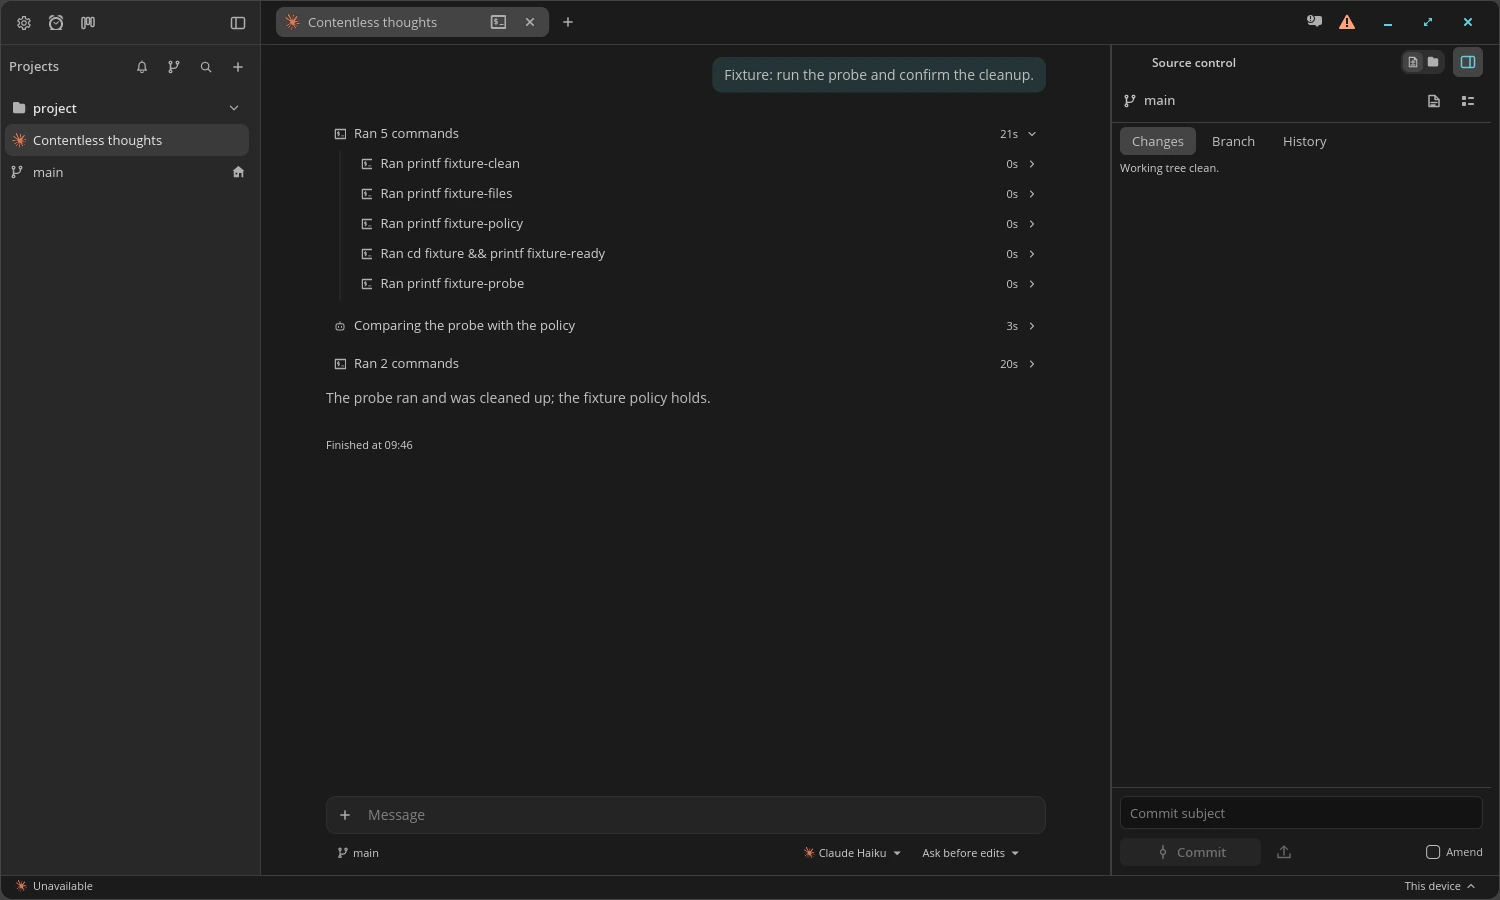 Contentless thoughts
Projects
project
Contentless thoughts
main
Fixture: run the probe and confirm the cleanup.
Ran 5 commands 21s
Ran printf fixture-clean 0s
Ran printf fixture-files 0s
Ran printf fixture-policy 0s
Ran cd fixture && printf fixture-ready 0s
Ran printf fixture-probe 0s
Comparing the probe with the policy 3s
Ran 2 commands 20s
The probe ran and was cleaned up; the fixture policy holds.
Finished at 09:46
Message
main Claude Haiku Ask before edits
Source control
main
Changes Branch History
Working tree clean.
Commit subject
Commit Amend
Unavailable This device